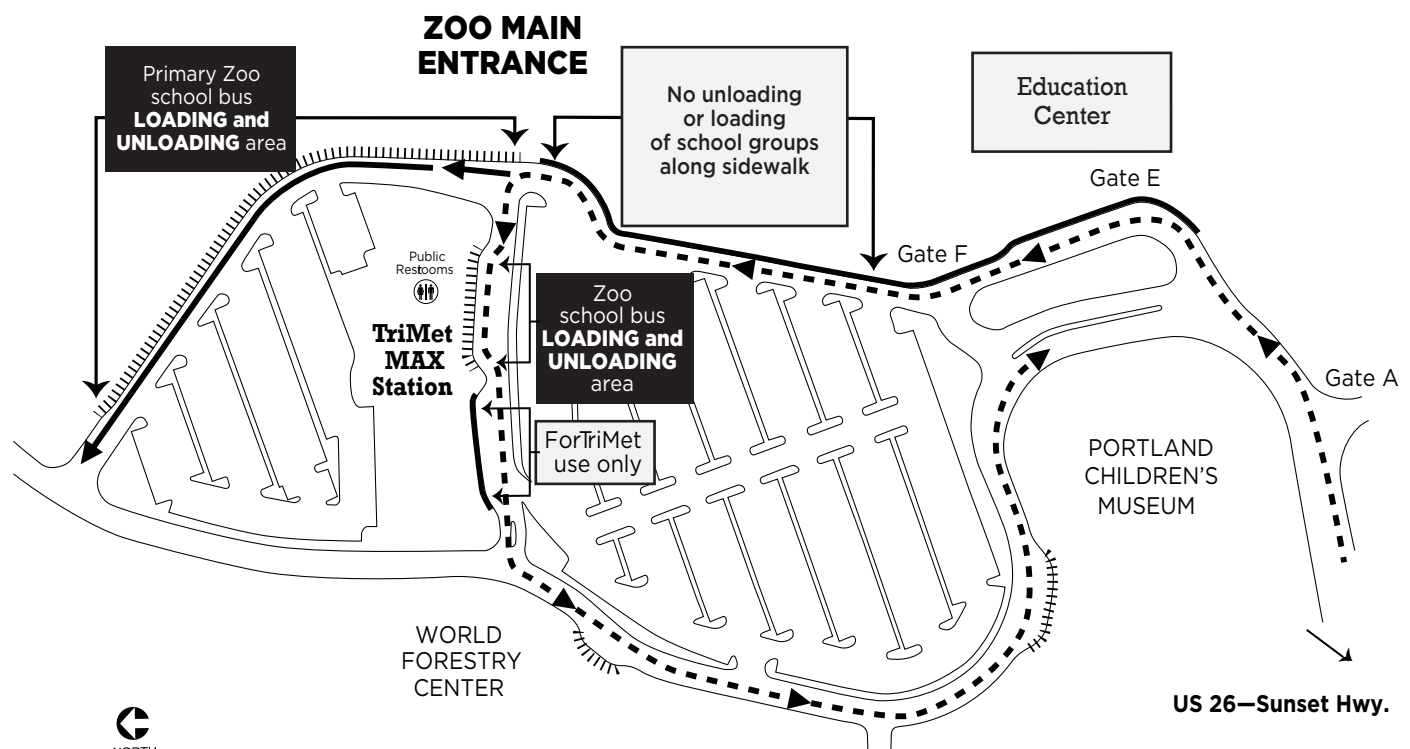 ZOO MAIN
ENTRANCE
Primary Zoo
school bus
LOADING and
UNLOADING area
No unloading
or loading
of school groups
along sidewalk
Education
Center
Gate E
Gate F
Gate A
Public
Restooms
TriMet
MAX
Station
Zoo
school bus
LOADING and
UNLOADING
area
ForTriMet
use only
PORTLAND
CHILDREN'S
MUSEUM
WORLD
FORESTRY
CENTER
US 26—Sunset Hwy.
NORTH